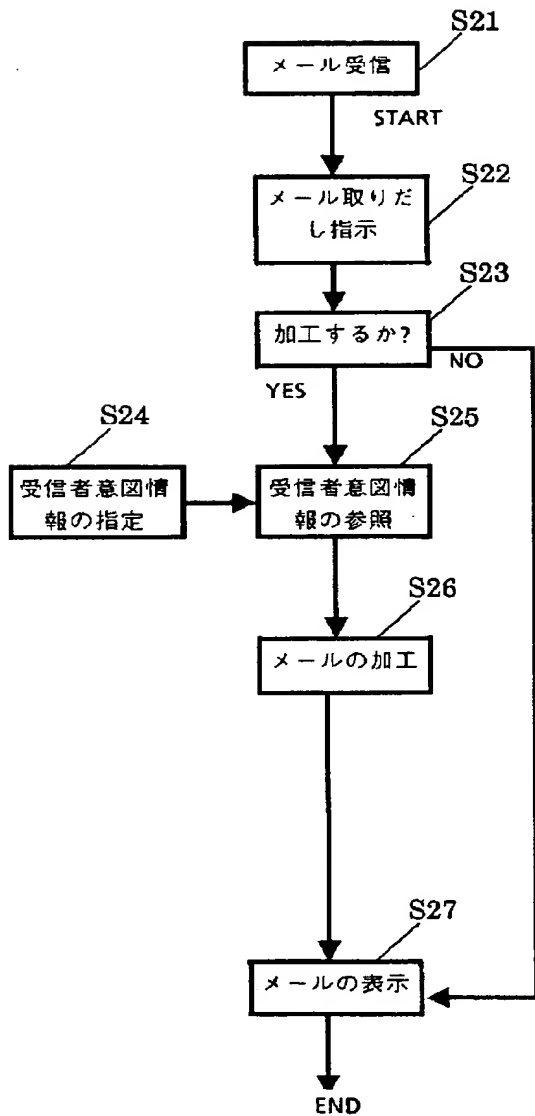 S21
メール受信
START
S22
メール取りだ
し指示
S23
加工するか?
NO
YES
S24
S25
受信者意図情
報の指定
受信者意図情
報の参照
S26
メールの加工
S27
メールの表示
END